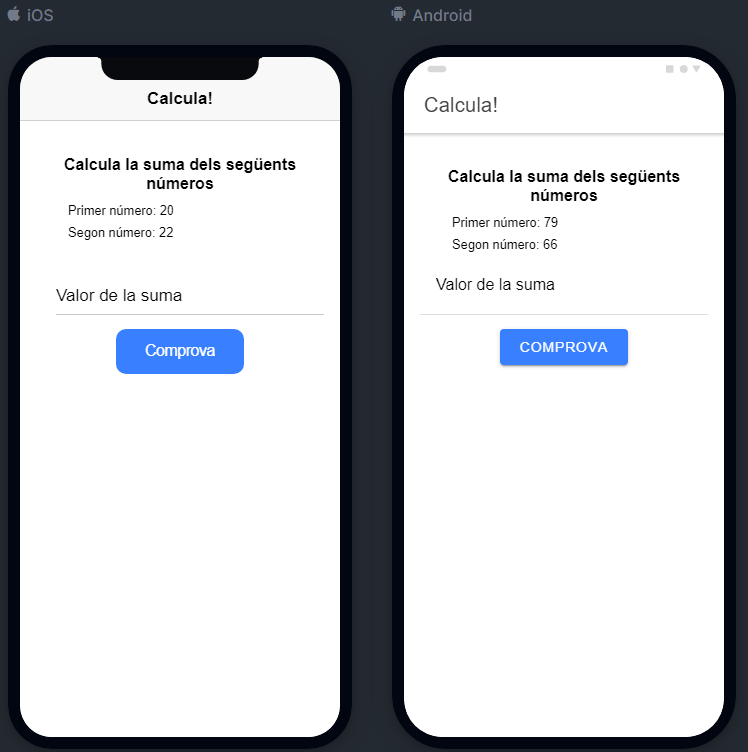 iOS
Calcula!
Calcula la suma dels següents
números
Primer número: 20
Segon número: 22
Valor de la suma
Comprova
Android
Calcula!
Calcula la suma dels següents
números
Primer número: 79
Segon número: 66
Valor de la suma
COMPROVA